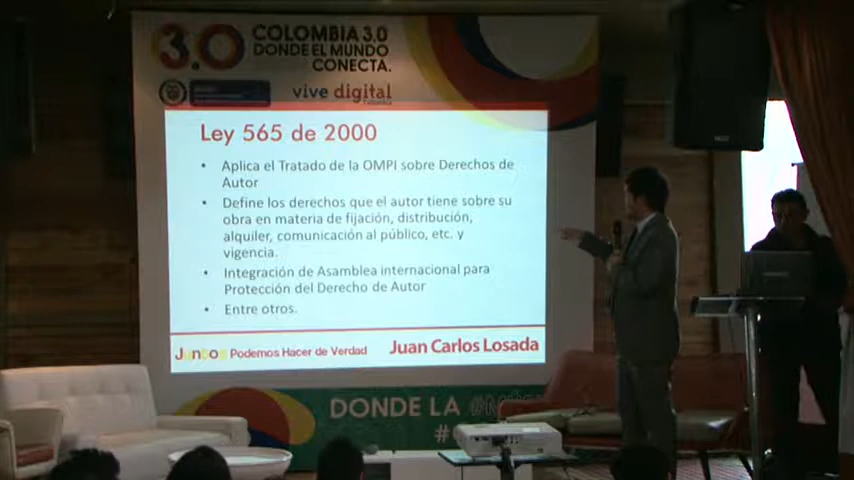 3.0
COLOMBIA 3.0
DONDE EL MUNDO
CONECTA.
vive digital
Ley 565 de 2000
• Aplica el Tratado de la OMPI sobre Derechos de
Autor
• Define los derechos que el autor tiene sobre su
obra en materia de fijación, distribución,
alquiler, comunicación al público, etc. y
vigencia.
• Integración de Asamblea internacional para
Protección del Derecho de Autor
• Entre otros.
Juntos Podemos Hacer de Verdad
Juan Carlos Losada
DONDE LA